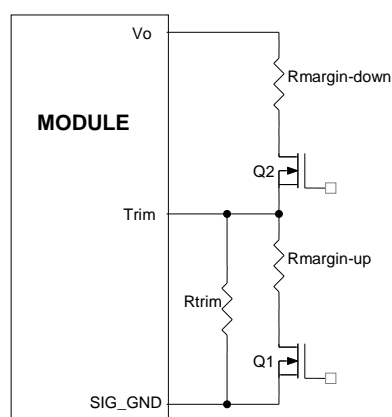 Vo
Rmargin-down
MODULE
Q2
Trim
Rmargin-up
Rtrim
Q1
SIG_GND